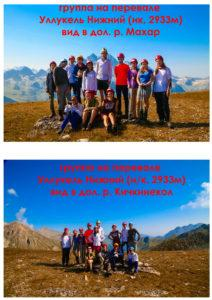 группа на перевале
Уллукель Нижний (нк, 2933м)
вид в дол. р. Махар
группа на перевале
Уллукель Нижний (н/к, 2933м)
вид в дол. р. Кичкинекол